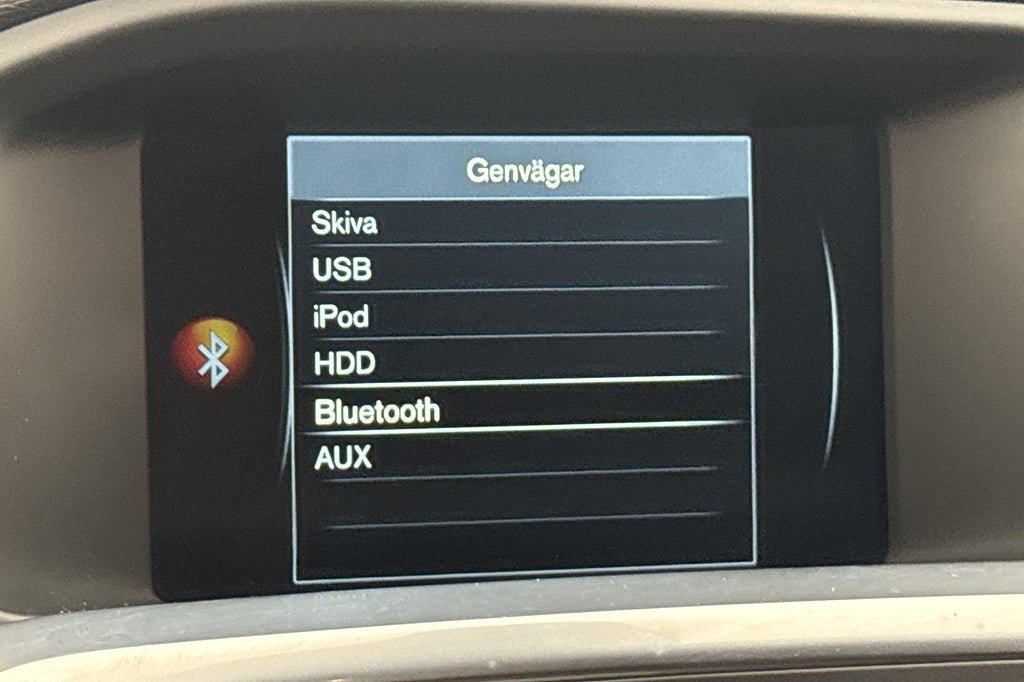 Genvägar
Skiva
USB
iPod
HDD
Bluetooth
AUX